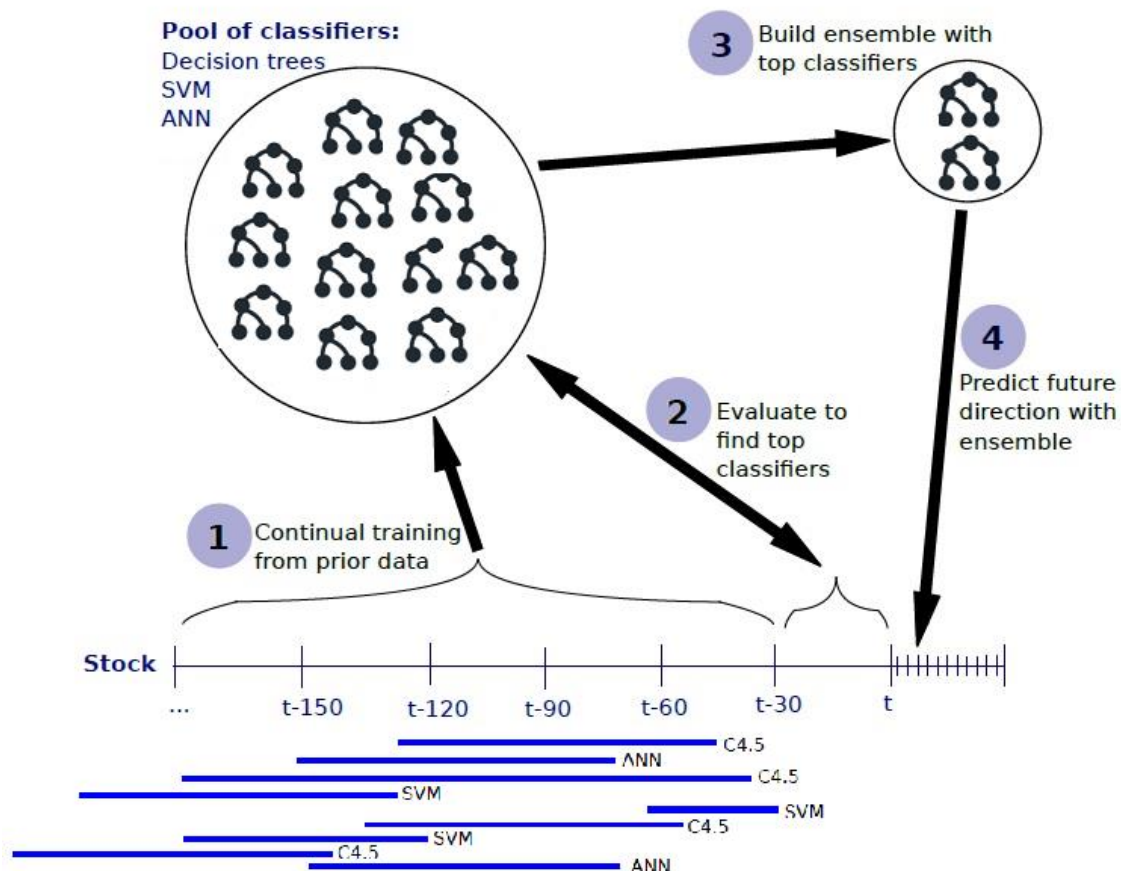 Pool of classifiers:
Decision trees
SVM
ANN
3
Build ensemble with
top classifiers
4
Predict future
direction with
ensemble
2
Evaluate to
find top
classifiers
1
Continual training
from prior data
Stock
...
t-150
t-120
t-90
t-60
t-30
t
C4.5
ANN
C4.5
SVM
SVM
C4.5
SVM
C4.5
ANN